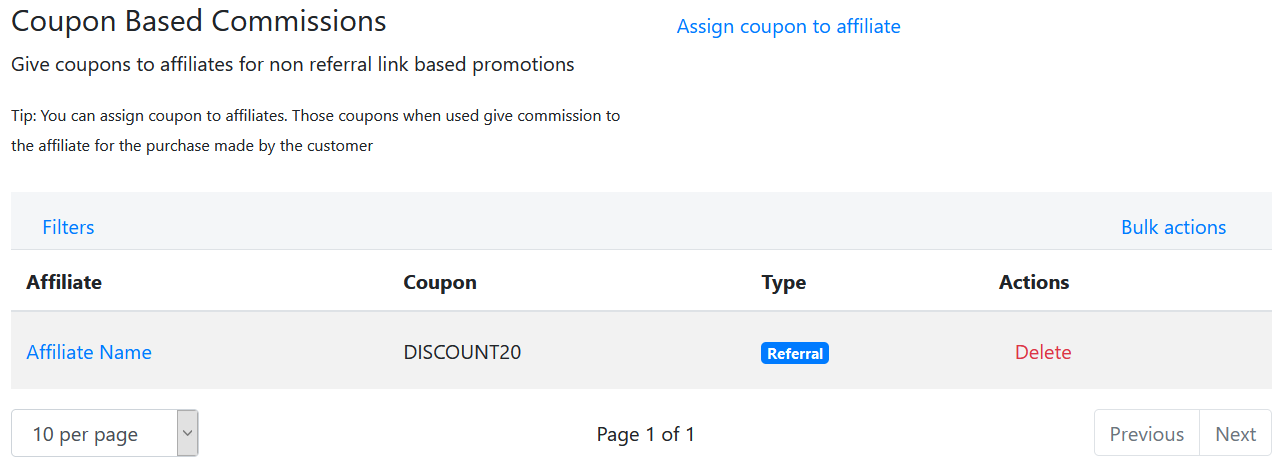 Coupon Based Commissions
Assign coupon to affiliate
Give coupons to affiliates for non referral link based promotions
Tip: You can assign coupon to affiliates. Those coupons when used give commission to
the affiliate for the purchase made by the customer
Filters Bulk actions
Affiliate Coupon Type Actions
Affiliate Name DISCOUNT20 Referral Delete
10 per page Page 1 of 1 Previous Next